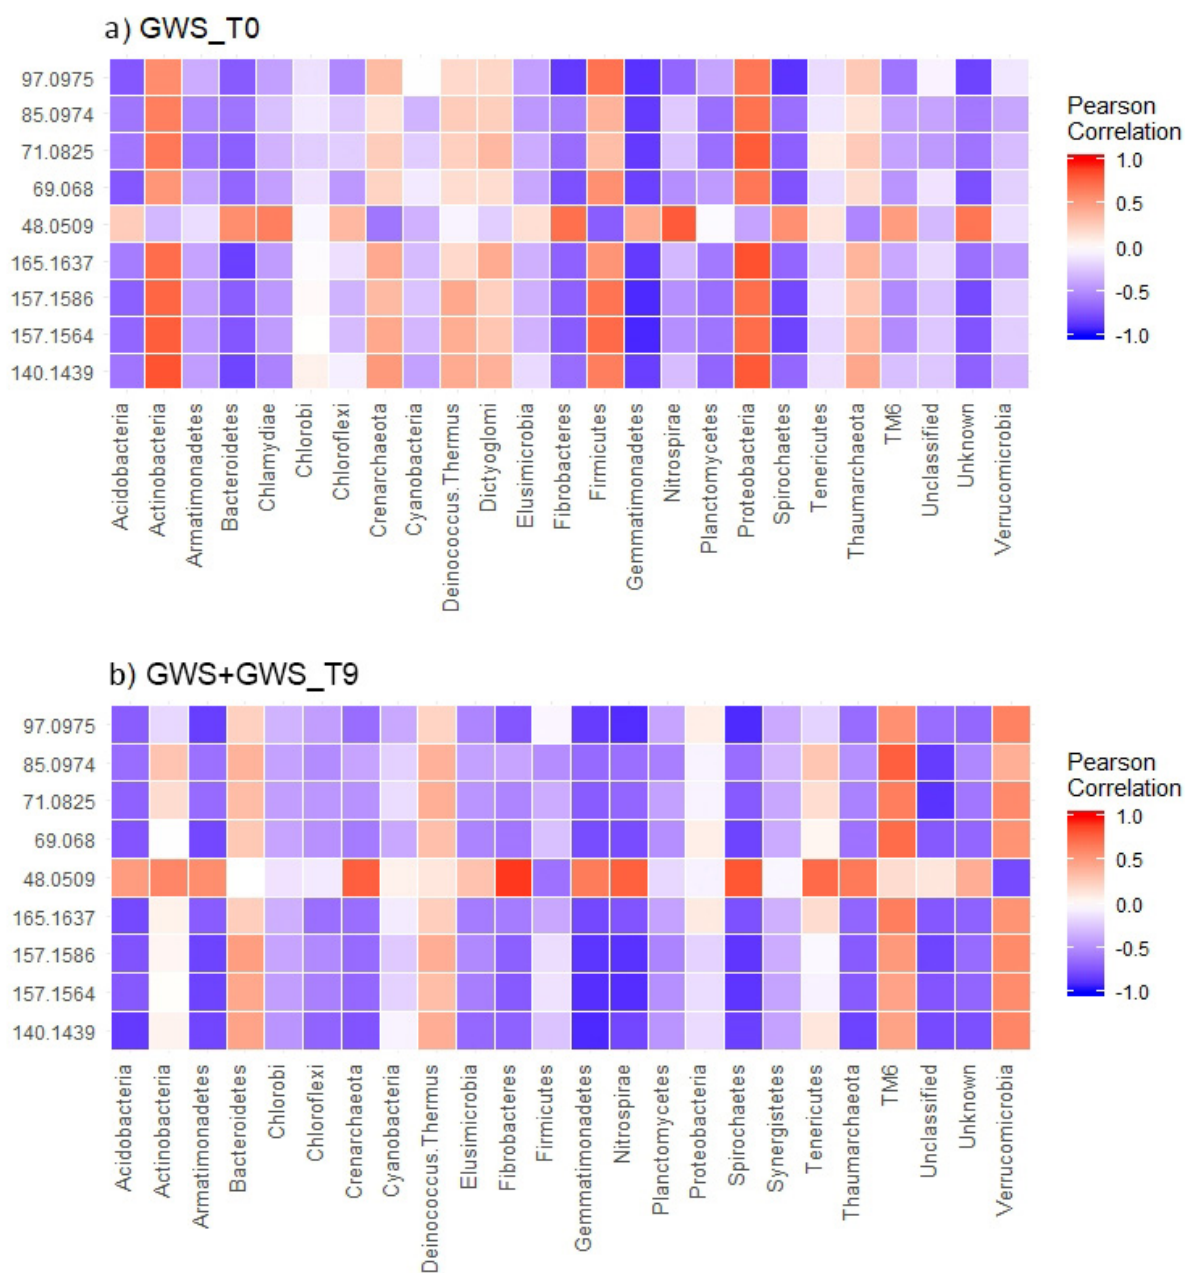 a) GWS_T0
97.0975
85.0974
71.0825
69.068
48.0509
165.1637
157.1586
157.1564
140.1439
Acidobacteria
Actinobacteria
Armatimonadetes
Bacteroidetes
Chlamydiae
Chlorobi
Chloroflexi
Crenarchaeota
Cyanobacteria
Deinococcus.Thermus
Dictyoglomi
Elusimicrobia
Fibrobacteres
Firmicutes
Gemmatimonadetes
Nitrospirae
Planctomycetes
Proteobacteria
Spirochaetes
Tenericutes
Thaumarchaeota
TM6
Unclassified
Unknown
Verrucomicrobia
Pearson
Correlation
1.0
0.5
0.0
-0.5
-1.0
b) GWS+GWS_T9
97.0975
85.0974
71.0825
69.068
48.0509
165.1637
157.1586
157.1564
140.1439
Acidobacteria
Actinobacteria
Armatimonadetes
Bacteroidetes
Chlorobi
Chloroflexi
Crenarchaeota
Cyanobacteria
Deinococcus.Thermus
Elusimicrobia
Fibrobacteres
Firmicutes
Gemmatimonadetes
Nitrospirae
Planctomycetes
Proteobacteria
Spirochaetes
Synergistetes
Tenericutes
Thaumarchaeota
TM6
Unclassified
Unknown
Verrucomicrobia
Pearson
Correlation
1.0
0.5
0.0
-0.5
-1.0